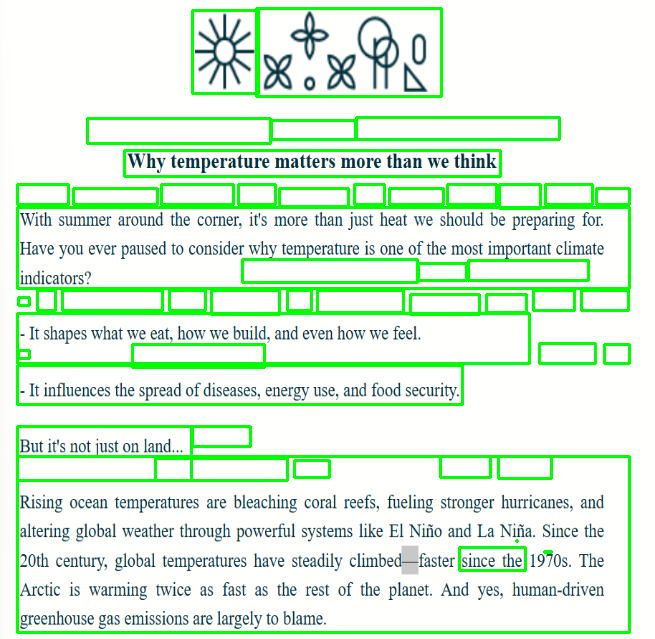 Why temperature matters more than we think
With summer around the corner, it's more than just heat we should be preparing for.
Have you ever paused to consider why temperature is one of the most important climate
indicators?
- It shapes what we eat, how we build, and even how we feel.
- It influences the spread of diseases, energy use, and food security.
But it's not just on land...
Rising ocean temperatures are bleaching coral reefs, fueling stronger hurricanes, and
altering global weather through powerful systems like El Niño and La Niña. Since the
20th century, global temperatures have steadily climbed—faster since the 1970s. The
Arctic is warming twice as fast as the rest of the planet. And yes, human-driven
greenhouse gas emissions are largely to blame.